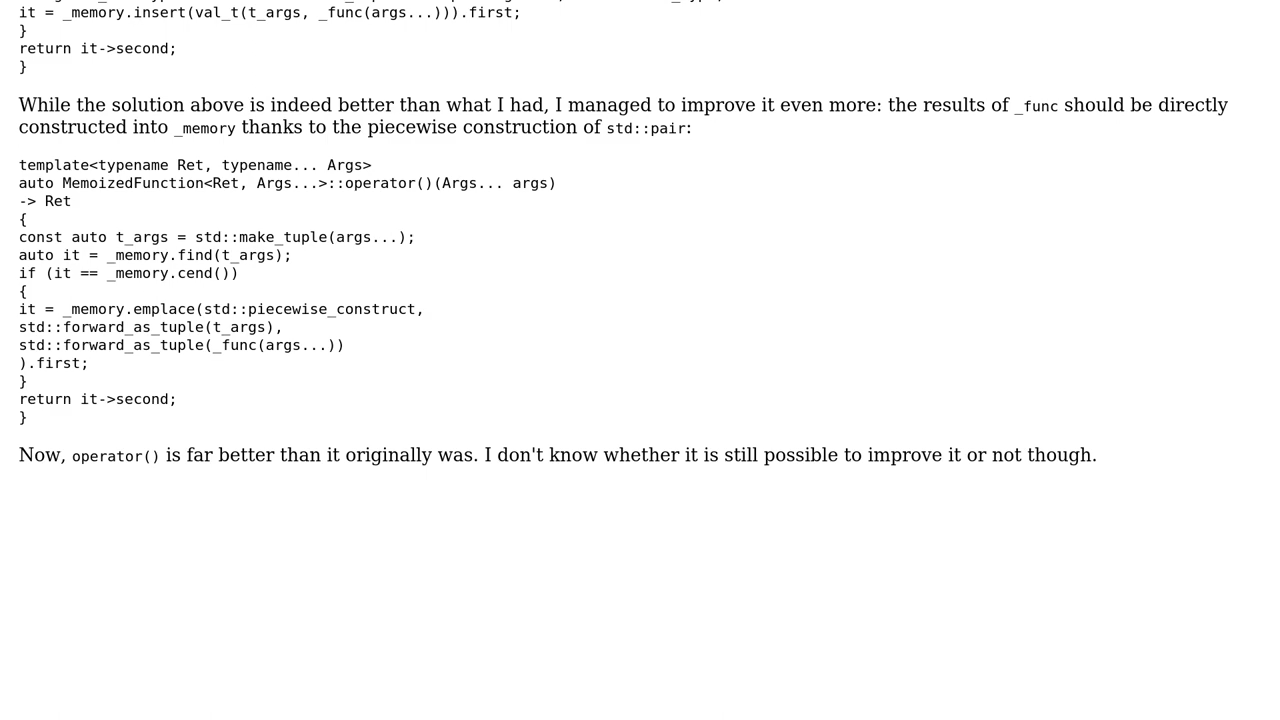 it = _memory.insert(val_t(t_args, _func(args...))).first;
}
return it->second;
}
While the solution above is indeed better than what I had, I managed to improve it even more: the results of _func should be directly
constructed into _memory thanks to the piecewise construction of std::pair:
template<typename Ret, typename... Args>
auto MemoizedFunction<Ret, Args...>::operator()(Args... args)
-> Ret
{
const auto t_args = std::make_tuple(args...);
auto it = _memory.find(t_args);
if (it == _memory.cend())
{
it = _memory.emplace(std::piecewise_construct,
std::forward_as_tuple(t_args),
std::forward_as_tuple(_func(args...))
).first;
}
return it->second;
}
Now, operator() is far better than it originally was. I don't know whether it is still possible to improve it or not though.